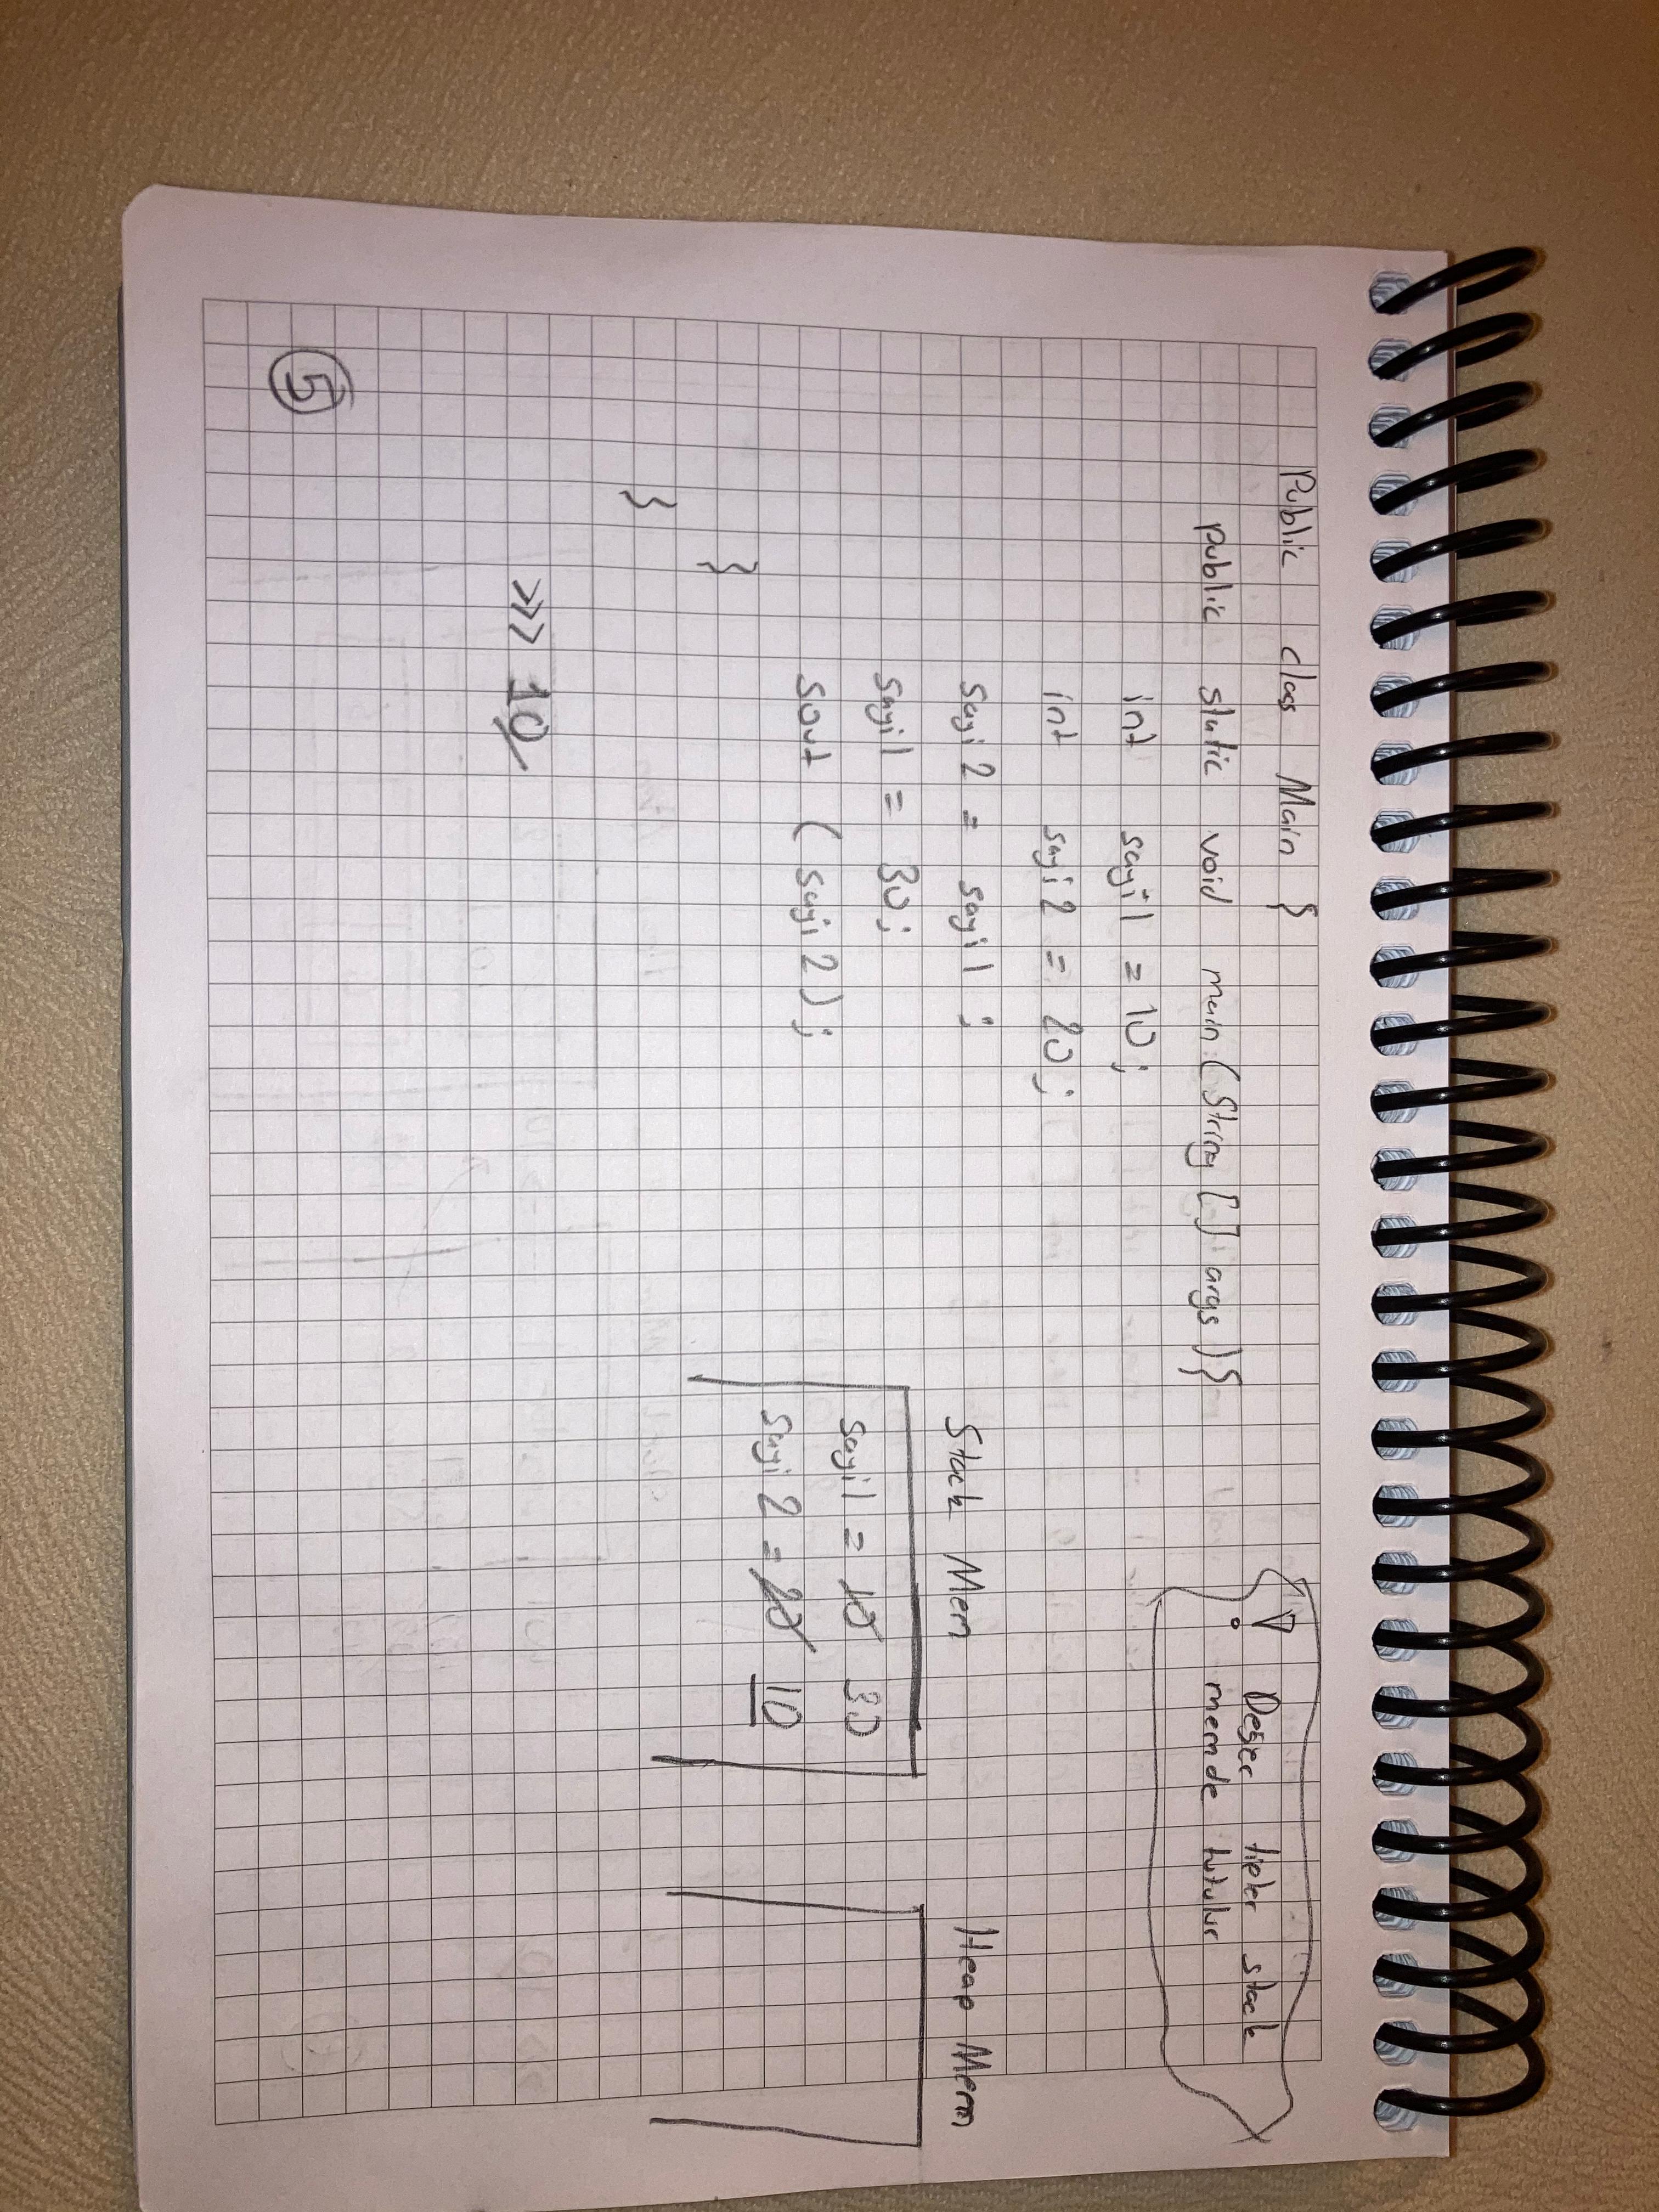 Public class Main {
public static void main (String [] args ) {
int sayi1 = 10;
int sayi2 = 20;
sayi2 = sayi1 ;
sayi1 = 30;
sout (sayi2);
}
}
>>> 10
5
! Değer tipler stack
memde tutulur
Stack Mem
sayi1 = 10 30
sayi2 = 20 10
Heap Mem